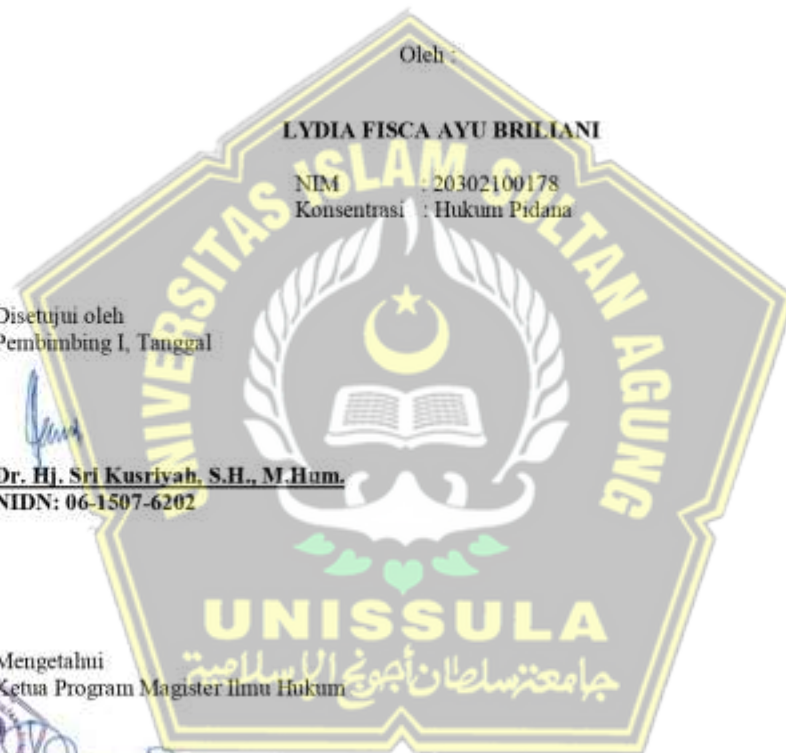 Oleh :
LYDIA FISCA AYU BRILIANI
NIM : 20302100178
Konsentrasi : Hukum Pidana
UNIVERSITAS ISLAM SULTAN AGUNG
Disetujui oleh
Pembimbing I, Tanggal
Dr. Hj. Sri Kusriyah, S.H., M.Hum.
NIDN: 06-1507-6202
UNISSULA
جامعة سلطان أجونج الإسلامية
Mengetahui
Ketua Program Magister Ilmu Hukum